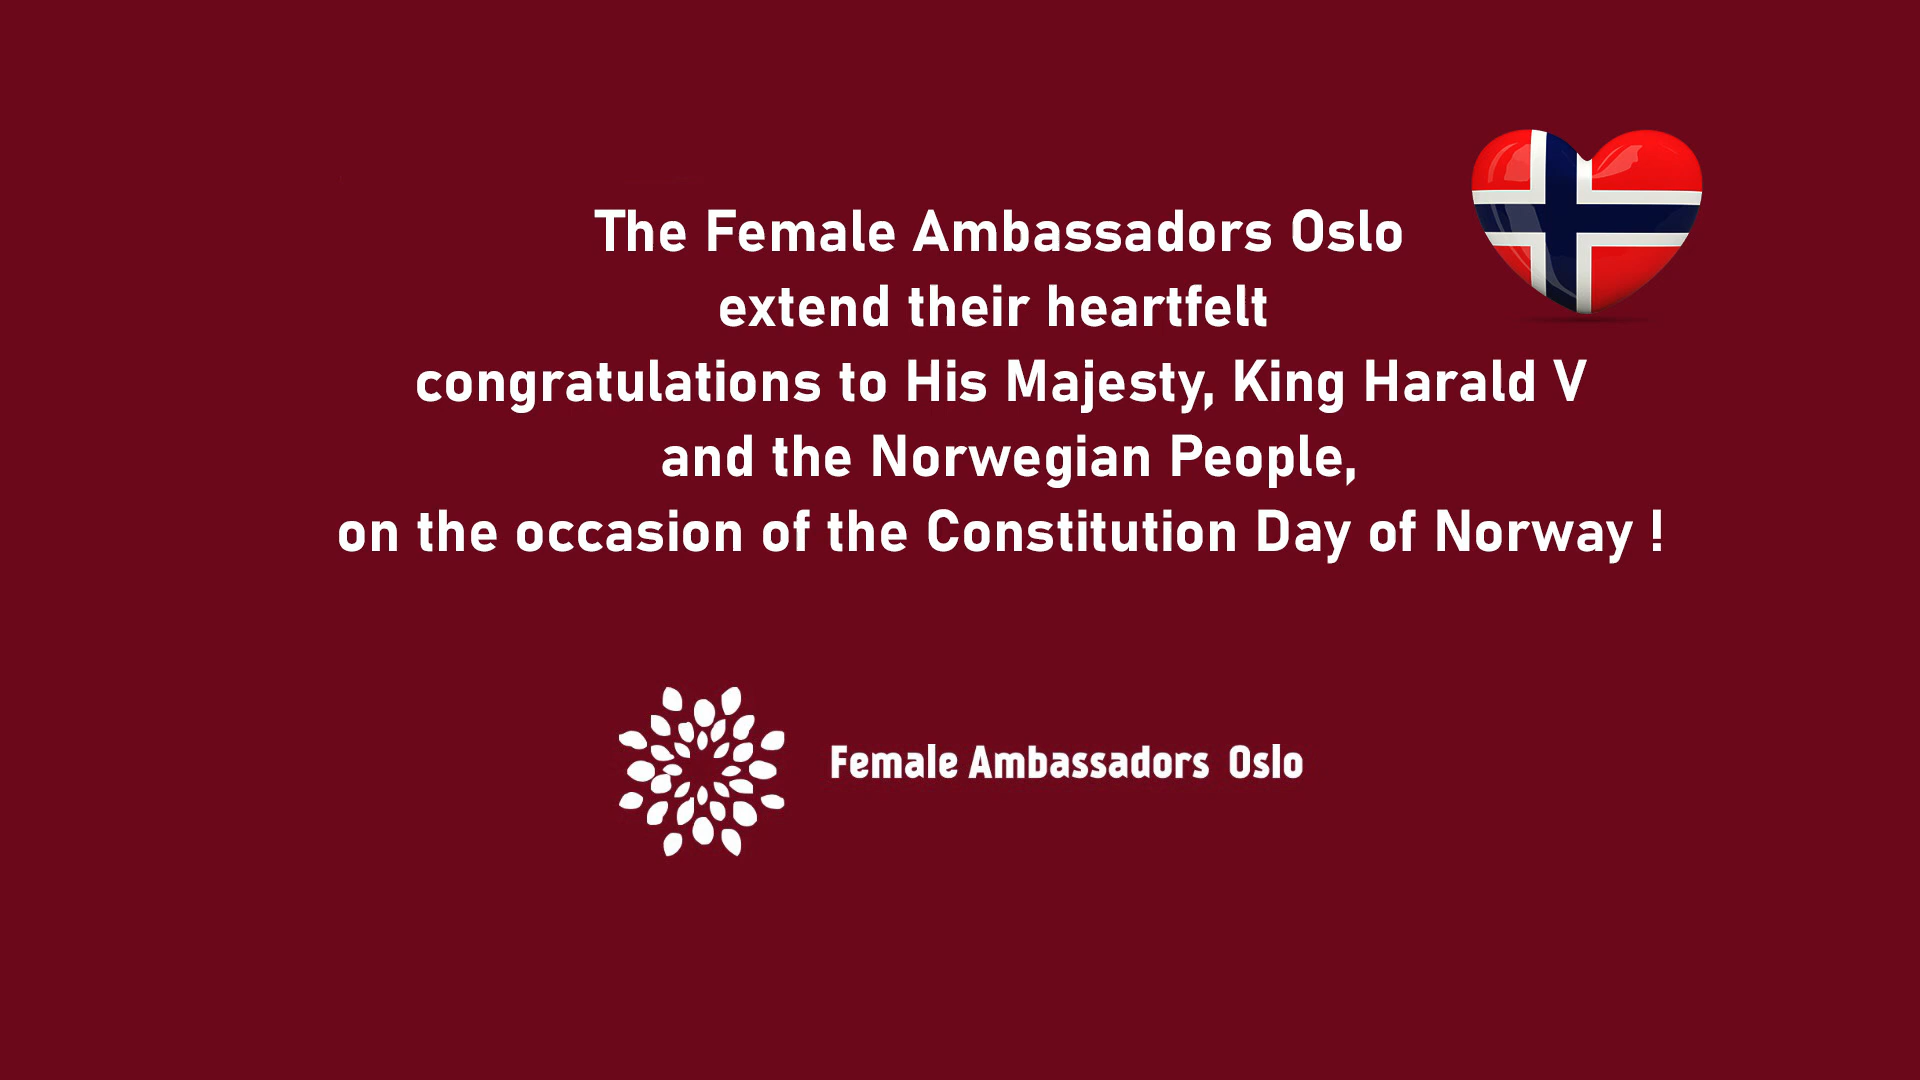 The Female Ambassadors Oslo
extend their heartfelt
congratulations to His Majesty, King Harald V
and the Norwegian People,
on the occasion of the Constitution Day of Norway !
Female Ambassadors Oslo